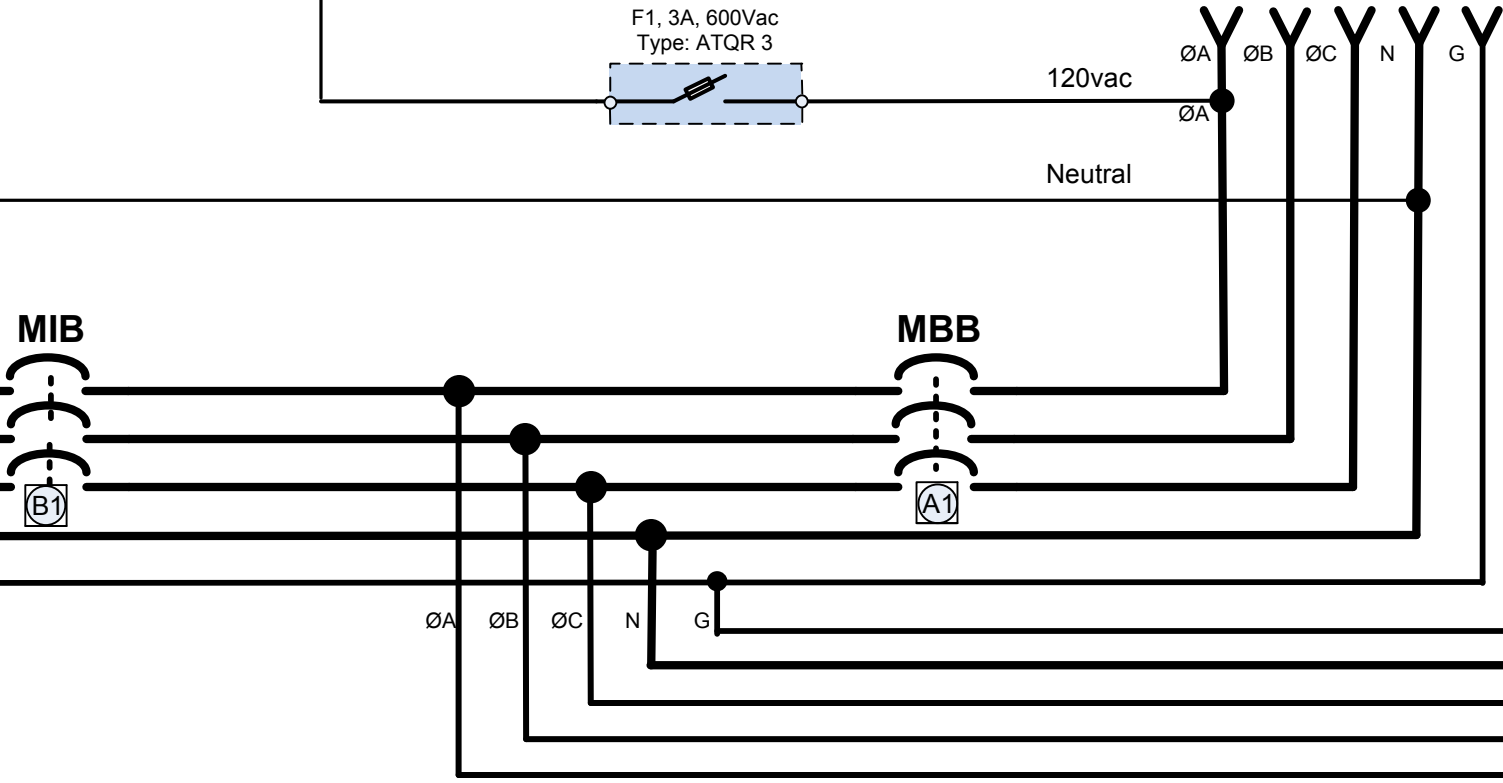 F1, 3A, 600Vac
Type: ATQR 3
ØA ØB ØC N G
120vac
ØA
Neutral
MIB MBB
B1 A1
ØA ØB ØC N G